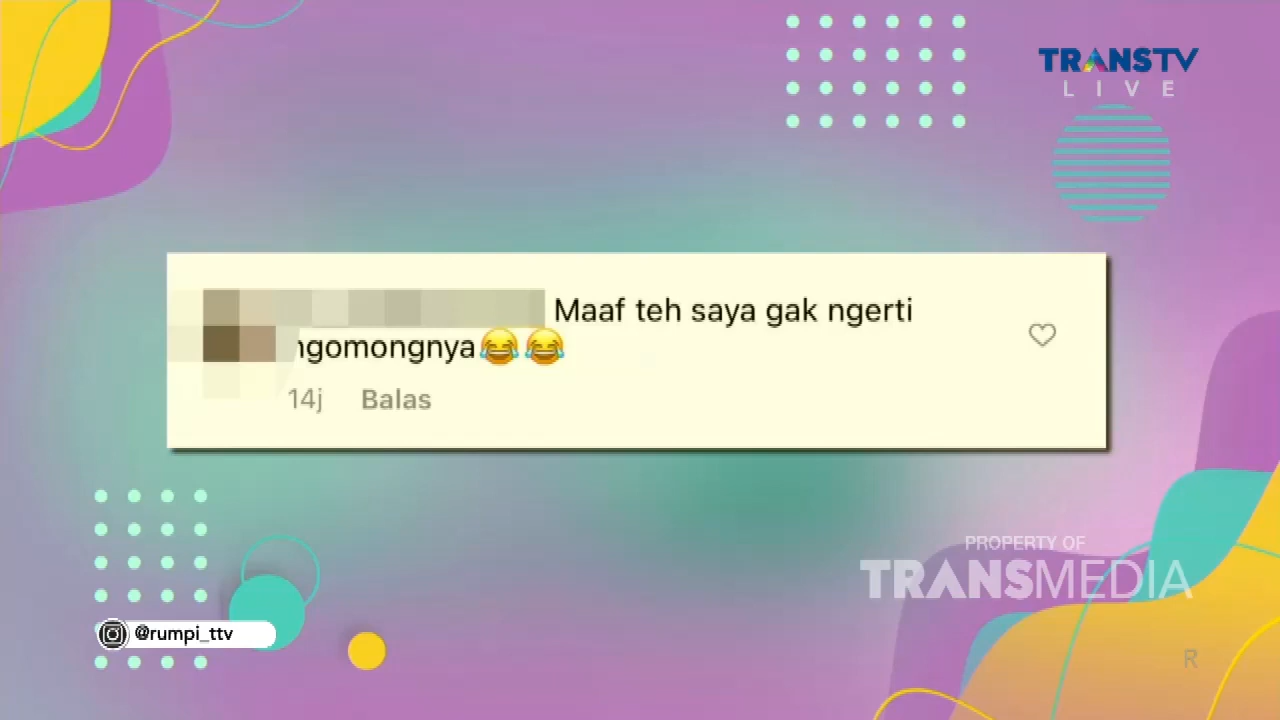 TRANSTV
LIVE
Maaf teh saya gak ngerti
ngomongnya😂😂
14j Balas
PROPERTY OF
TRANSMEDIA
@rumpi_ttv
R